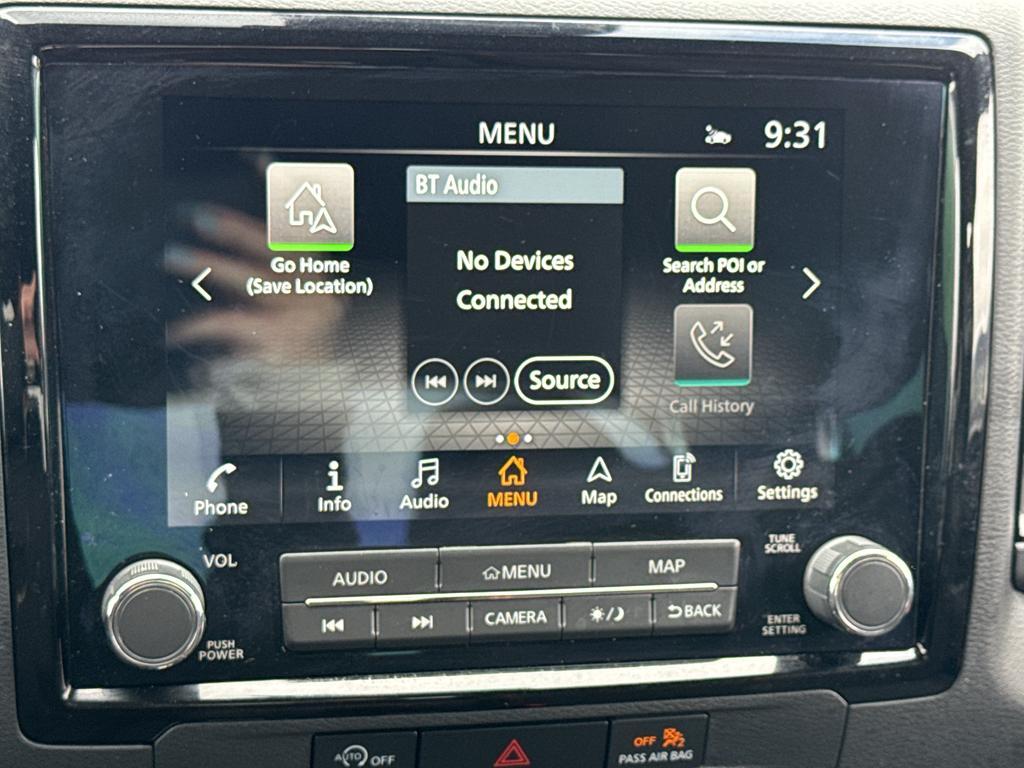 MENU
9:31
BT Audio
No Devices
Connected
Source
Go Home
(Save Location)
Search POI or
Address
Call History
Phone
Info
Audio
MENU
Map
Connections
Settings
VOL
PUSH
POWER
AUDIO
MENU
MAP
CAMERA
BACK
TUNE
SCROLL
ENTER
SETTING
AUTO OFF
OFF 2
PASS AIR BAG